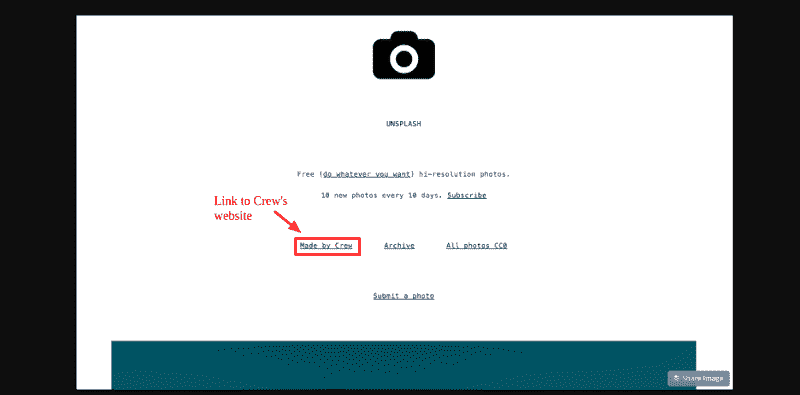 UNSPLASH
Free (do whatever you want) hi-resolution photos.
10 new photos every 10 days. Subscribe
Link to Crew's
website
Made by Crew Archive All photos CC0
Submit a photo
Share Image